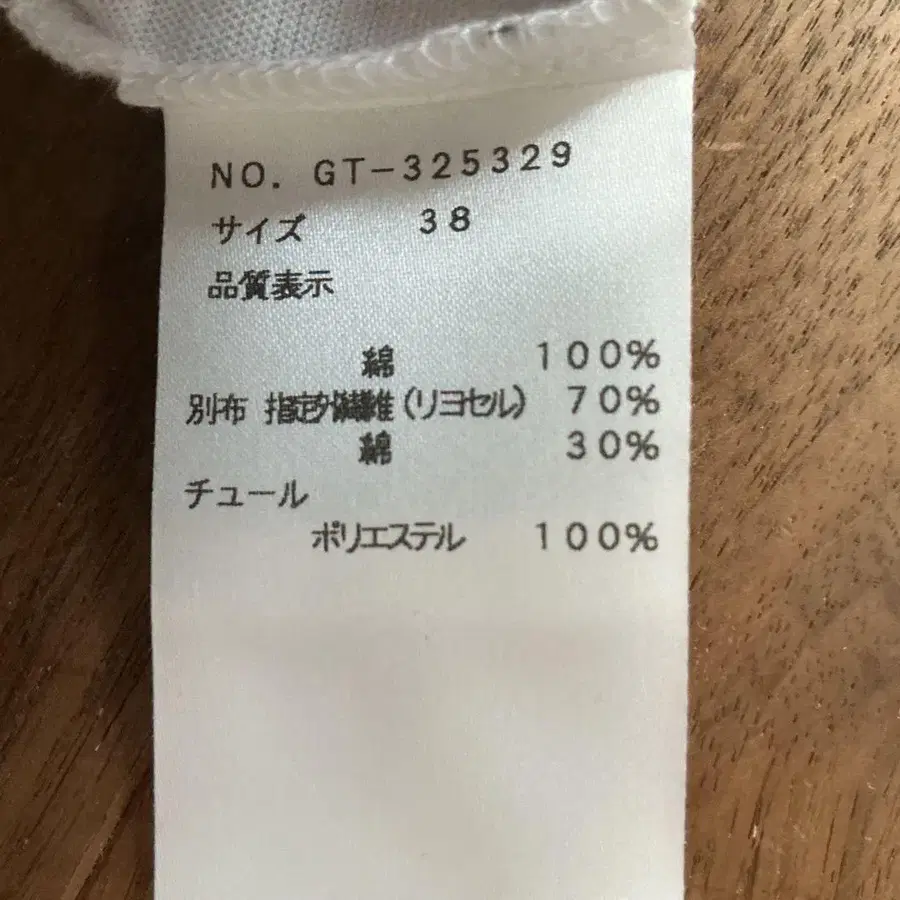 NO. GT-325329
サイズ 38
品質表示
綿 100%
別布 指定外繊維(リヨセル) 70%
綿 30%
チュール
ポリエステル 100%